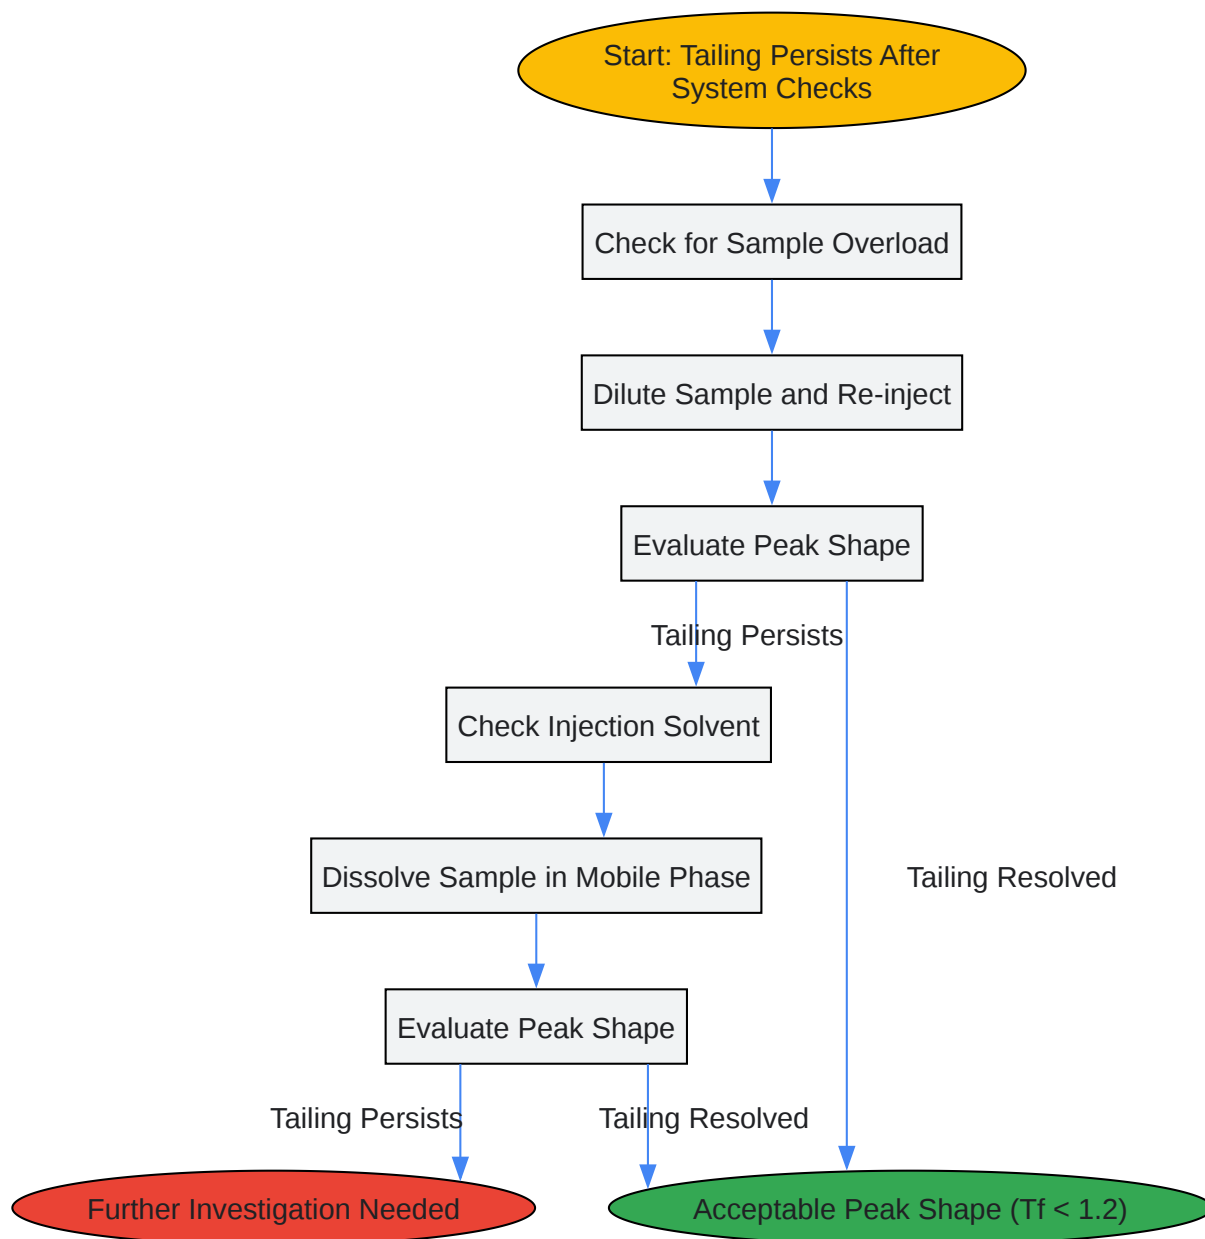 Start: Tailing Persists After
System Checks
Check for Sample Overload
Dilute Sample and Re-inject
Evaluate Peak Shape
Tailing Persists
Check Injection Solvent
Dissolve Sample in Mobile Phase
Tailing Resolved
Evaluate Peak Shape
Tailing Persists
Tailing Resolved
Further Investigation Needed
Acceptable Peak Shape (Tf < 1.2)